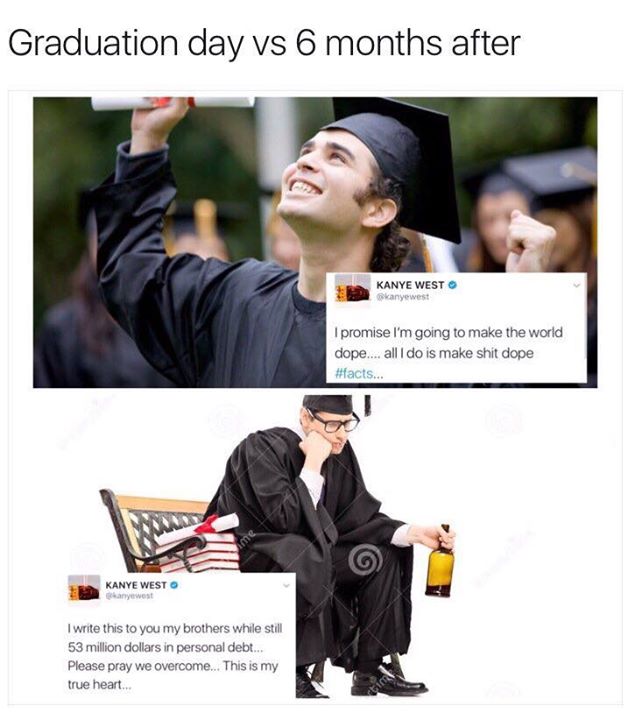 Graduation day vs 6 months after
KANYE WEST
@kanyewest
I promise I'm going to make the world
dope.... all I do is make shit dope
#facts...
KANYE WEST
@kanyewest
I write this to you my brothers while still
53 million dollars in personal debt...
Please pray we overcome... This is my
true heart...